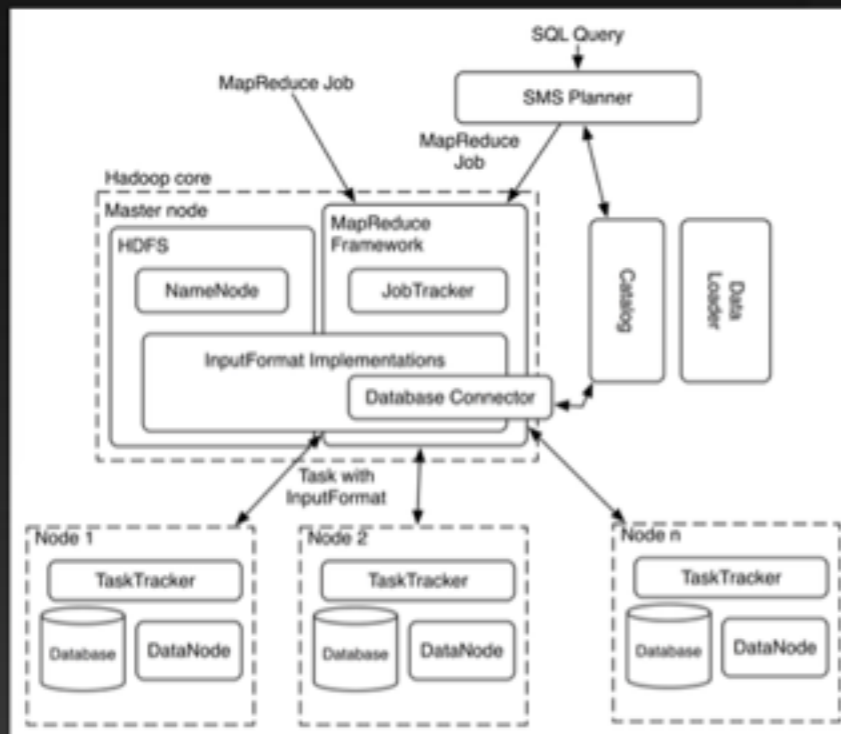 SQL Query
SMS Planner
MapReduce Job
MapReduce
Job
Hadoop core
Master node
HDFS
MapReduce
Framework
NameNode
JobTracker
Catalog
Data
Loader
InputFormat Implementations
Database Connector
Task with
InputFormat
Node 1
TaskTracker
Database
DataNode
Node 2
TaskTracker
Database
DataNode
Node n
TaskTracker
Database
DataNode